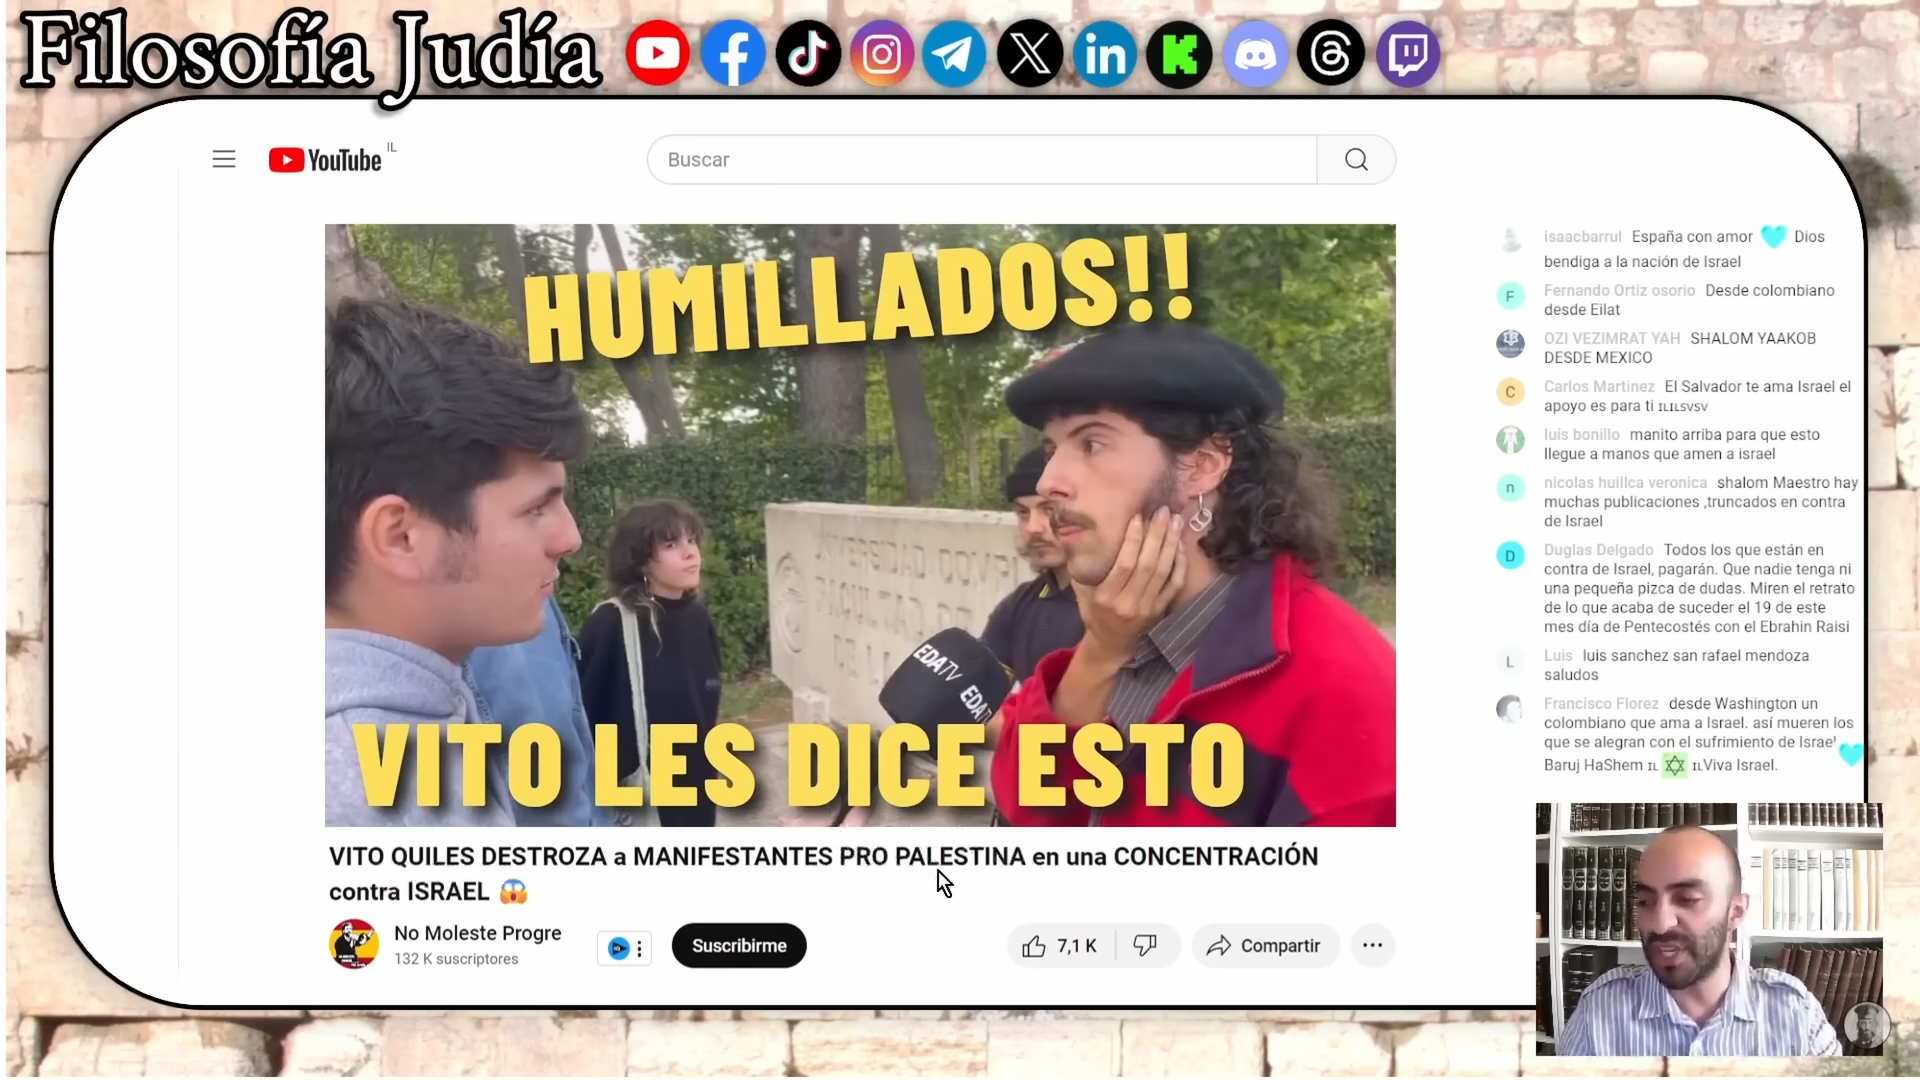 Filosofía Judía
YouTube IL
Buscar
HUMILLADOS!!
UNIVERSIDAD COMPL
FACULTAD DE
EDATV EDAT
VITO LES DICE ESTO
VITO QUILES DESTROZA a MANIFESTANTES PRO PALESTINA en una CONCENTRACIÓN
contra ISRAEL
No Moleste Progre
132 K suscriptores
Suscribirme
7,1 K
Compartir
isaacbarrul España con amor Dios
bendiga a la nación de Israel
F Fernando Ortiz osorio Desde colombiano
desde Eilat
OZI VEZIMRAT YAH SHALOM YAAKOB
DESDE MEXICO
C Carlos Martinez El Salvador te ama Israel el
apoyo es para ti ILILSVSV
luis bonillo manito arriba para que esto
llegue a manos que amen a israel
n nicolas huillca veronica shalom Maestro hay
muchas publicaciones ,truncados en contra
de Israel
D Duglas Delgado Todos los que están en
contra de Israel, pagarán. Que nadie tenga ni
una pequeña pizca de dudas. Miren el retrato
de lo que acaba de suceder el 19 de este
mes día de Pentecostés con el Ebrahin Raisi
L Luis luis sanchez san rafael mendoza
saludos
Francisco Florez desde Washington un
colombiano que ama a Israel. así mueren los
que se alegran con el sufrimiento de Israel
Baruj HaShem IL ILViva Israel.